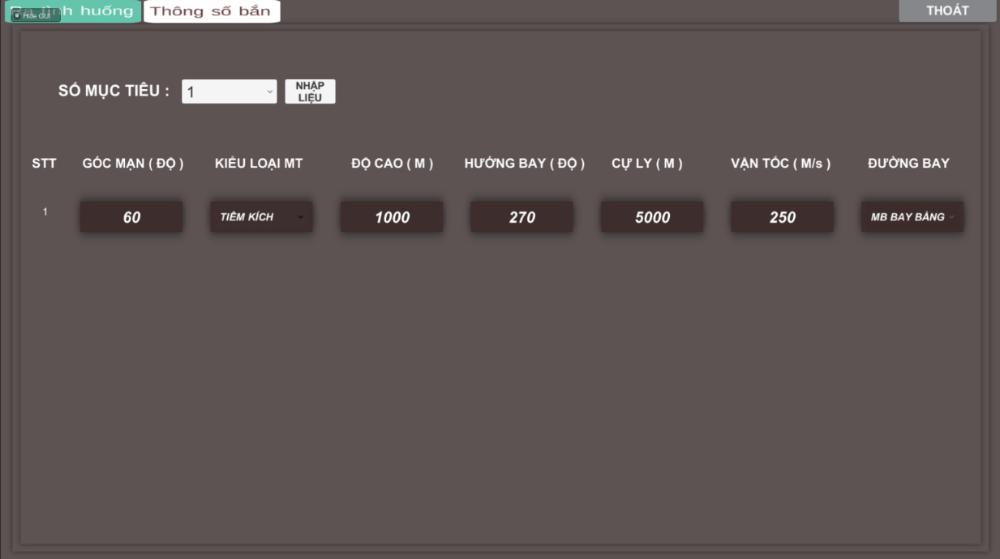 Hide GUI
huống
Thông số bắn
THOÁT
SỐ MỤC TIÊU :
1
NHẬP
LIỆU
STT
GÓC MẠN ( ĐỘ )
KIỂU LOẠI MT
ĐỘ CAO ( M )
HƯỚNG BAY ( ĐỘ )
CỰ LY ( M )
VẬN TỐC ( M/s )
ĐƯỜNG BAY
1
60
TIÊM KÍCH
1000
270
5000
250
MB BAY BẰNG